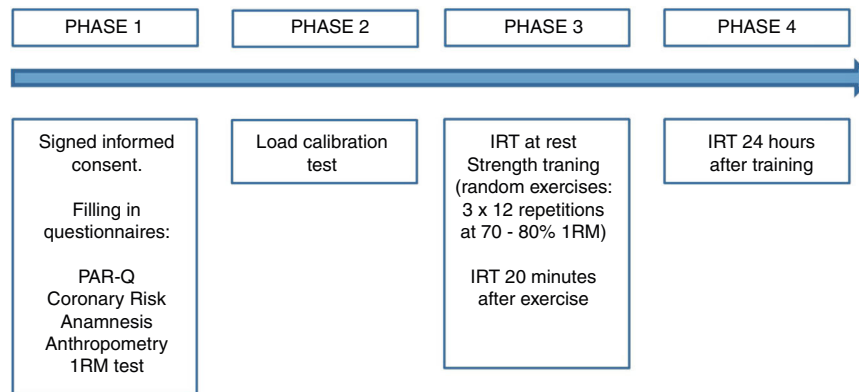 PHASE 1
PHASE 2
PHASE 3
PHASE 4
Signed informed
consent.
Filling in
questionnaires:
PAR-Q
Coronary Risk
Anamnesis
Anthropometry
1RM test
Load calibration
test
IRT at rest
Strength traning
(random exercises:
3 x 12 repetitions
at 70 - 80% 1RM)
IRT 20 minutes
after exercise
IRT 24 hours
after training